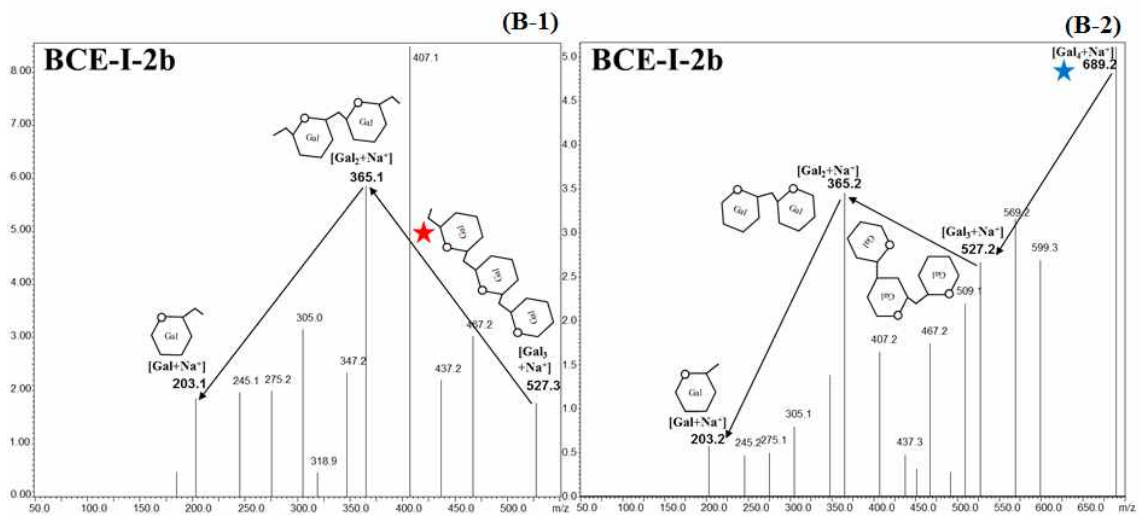 (B-1)
BCE-I-2b
8.00
7.00
6.00
5.00
4.00
3.00
2.00
1.00
0.00
407.1
Gal
Gal
[Gal₂+Na⁺]
365.1
Gal
Gal
Gal
Gal
[Gal+Na⁺]
203.1
245.1
275.2
305.0
318.9
347.2
437.2
467.2
[Gal₃
+Na⁺]
527.3
50.0 100.0 150.0 200.0 250.0 300.0 350.0 400.0 450.0 500.0 m/z
(B-2)
BCE-I-2b
[Gal₄+Na⁺]
689.2
5.0
4.5
4.0
3.5
3.0
2.5
2.0
1.5
1.0
0.5
0.0
[Gal₂+Na⁺]
365.2
Gal
Gal
Gal
Gal
Gal
[Gal₃+Na⁺]
527.2
569.2
599.3
509.1
407.2
467.2
Gal
[Gal+Na⁺]
203.2
245.2
275.1
305.1
437.3
50.0 100.0 150.0 200.0 250.0 300.0 350.0 400.0 450.0 500.0 550.0 600.0 650.0 m/z